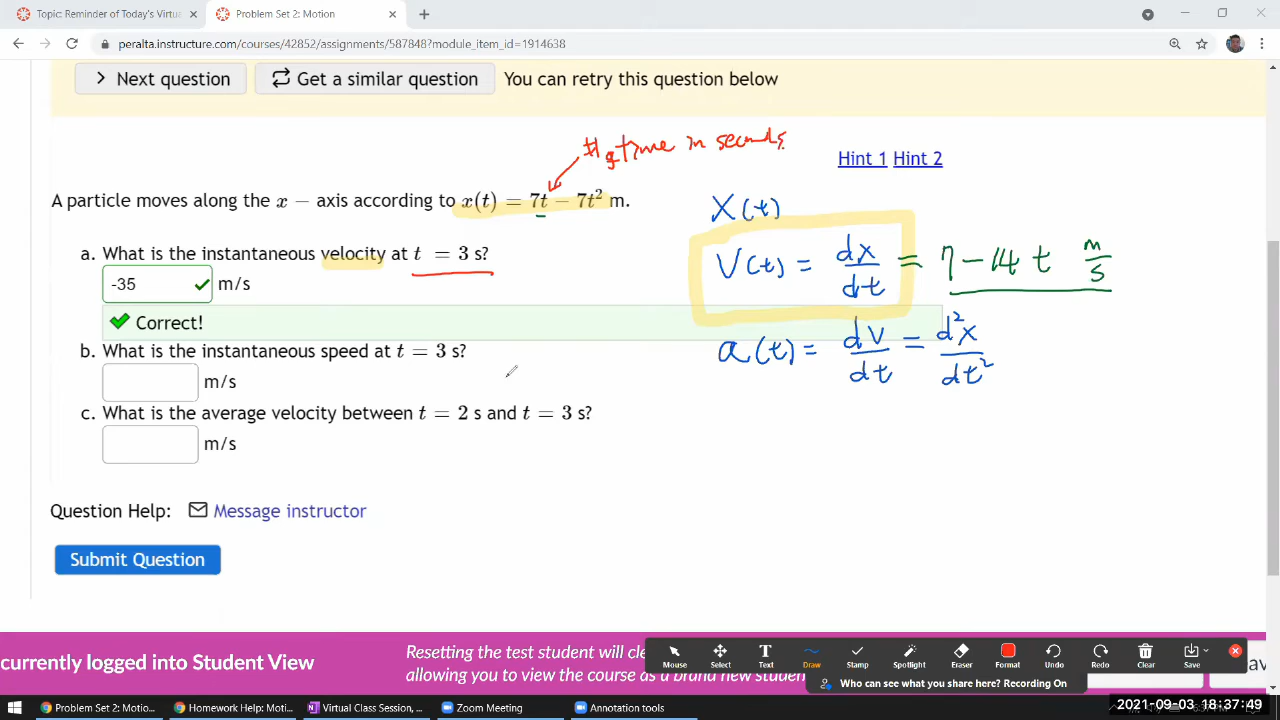 Topic: Reminder of Today's Virtu
Problem Set 2: Motion
peralta.instructure.com/courses/42852/assignments/587848?module_item_id=1914638
Next question
Get a similar question
You can retry this question below
# of time in seconds
Hint 1 Hint 2
A particle moves along the x − axis according to x(t) = 7t − 7t² m.
X(t)
a. What is the instantaneous velocity at t = 3 s?
V(t) = dx/dt = 7 − 14 t m/s
-35 m/s
Correct!
a(t) = dv/dt = d²x/dt²
b. What is the instantaneous speed at t = 3 s?
m/s
c. What is the average velocity between t = 2 s and t = 3 s?
m/s
Question Help: Message instructor
Submit Question
currently logged into Student View
Resetting the test student will cle
allowing you to view the course as a brand new studen
Mouse Select Text Draw Stamp Spotlight Eraser Format Undo Redo Clear Save
Who can see what you share here? Recording On
Problem Set 2: Motio...
Homework Help: Moti...
Virtual Class Session, ...
Zoom Meeting
Annotation tools
2021-09-03 18:37:49